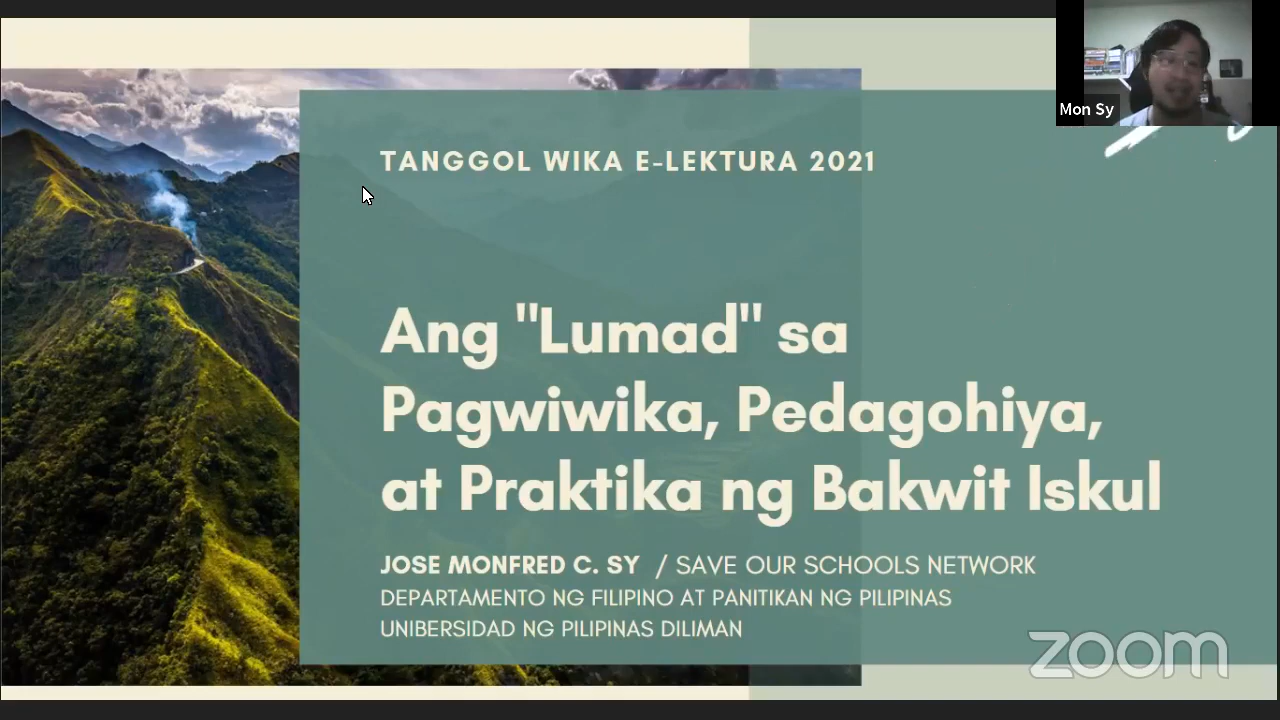 Mon Sy
TANGGOL WIKA E-LEKTURA 2021
Ang "Lumad" sa
Pagwiwika, Pedagohiya,
at Praktika ng Bakwit Iskul
JOSE MONFRED C. SY / SAVE OUR SCHOOLS NETWORK
DEPARTAMENTO NG FILIPINO AT PANITIKAN NG PILIPINAS
UNIBERSIDAD NG PILIPINAS DILIMAN
zoom